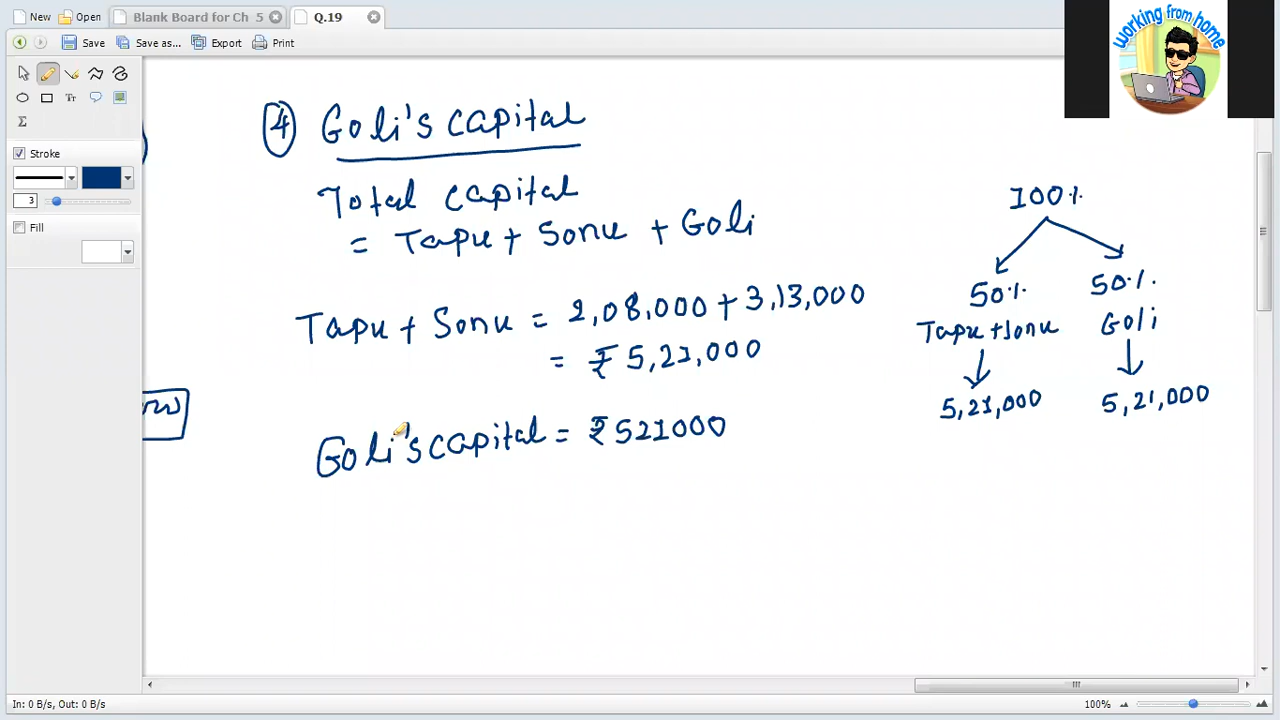 New Open Blank Board for Ch 5 Q.19
Save Save as... Export Print
working from home
Tт
Σ
Stroke
3
Fill
④ Goli's capital
Total capital
= Tapu + Sonu + Goli
Tapu + Sonu = 2,08,000 + 3,13,000
= ₹ 5,21,000
Goli's capital = ₹ 521000
100%
50% 50%
Tapu + Sonu Goli
5,21,000 5,21,000
In: 0 B/s, Out: 0 B/s 100%